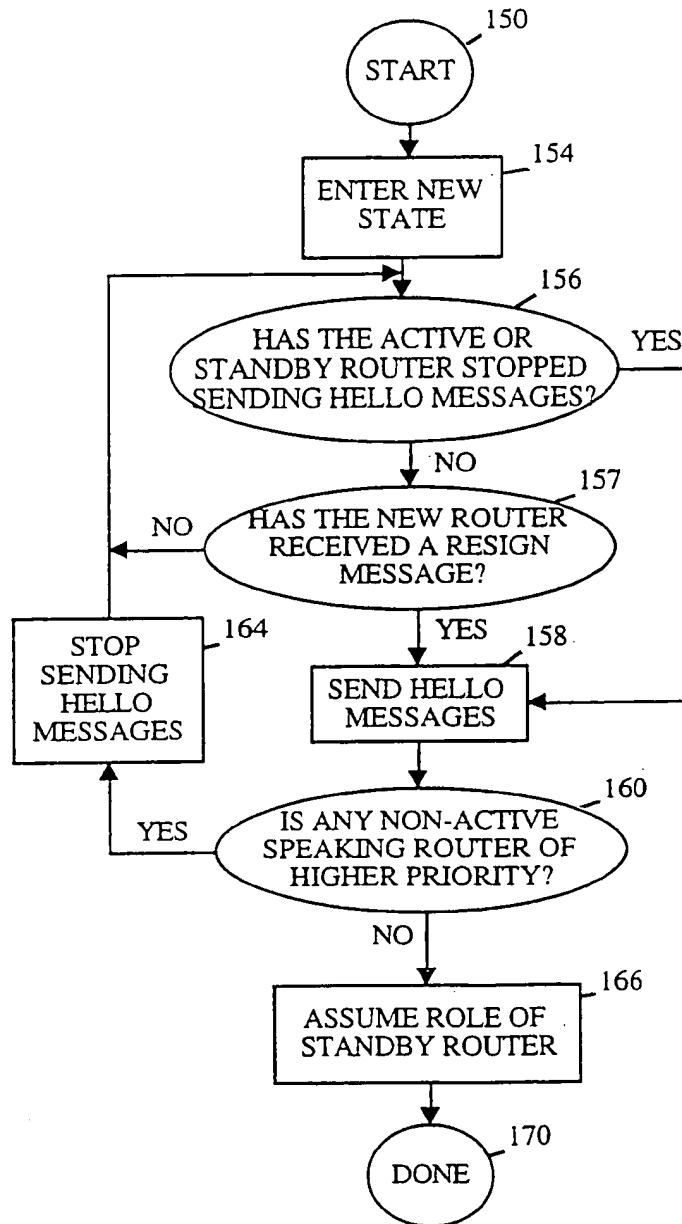 150
START
154
ENTER NEW
STATE
156
HAS THE ACTIVE OR
STANDBY ROUTER STOPPED
SENDING HELLO MESSAGES?
YES
NO
157
HAS THE NEW ROUTER
RECEIVED A RESIGN
MESSAGE?
NO
YES
164
STOP
SENDING
HELLO
MESSAGES
158
SEND HELLO
MESSAGES
160
IS ANY NON-ACTIVE
SPEAKING ROUTER OF
HIGHER PRIORITY?
YES
NO
166
ASSUME ROLE OF
STANDBY ROUTER
170
DONE